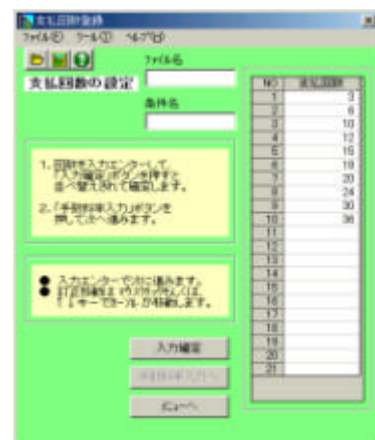 支払回数登録
ファイル(F) ツール(T) ヘルプ(H)
ファイル名
支払回数の設定
条件名
1. 回数を入力エンターして、
「入力確定」ボタンを押すと
並べ替えされて確定します。
2.「手数料率入力」ボタンを
押して次へ進みます。
● 入力エンターで次に進みます。
● 訂正移動はマウスクリックもしくは、
↑↓キーでカーソルが移動します。
入力確定
手数料率入力へ
メニューへ
NO 支払回数
1 3
2 6
3 10
4 12
5 15
6 18
7 20
8 24
9 30
10 36
11
12
13
14
15
16
17
18
19
20
21